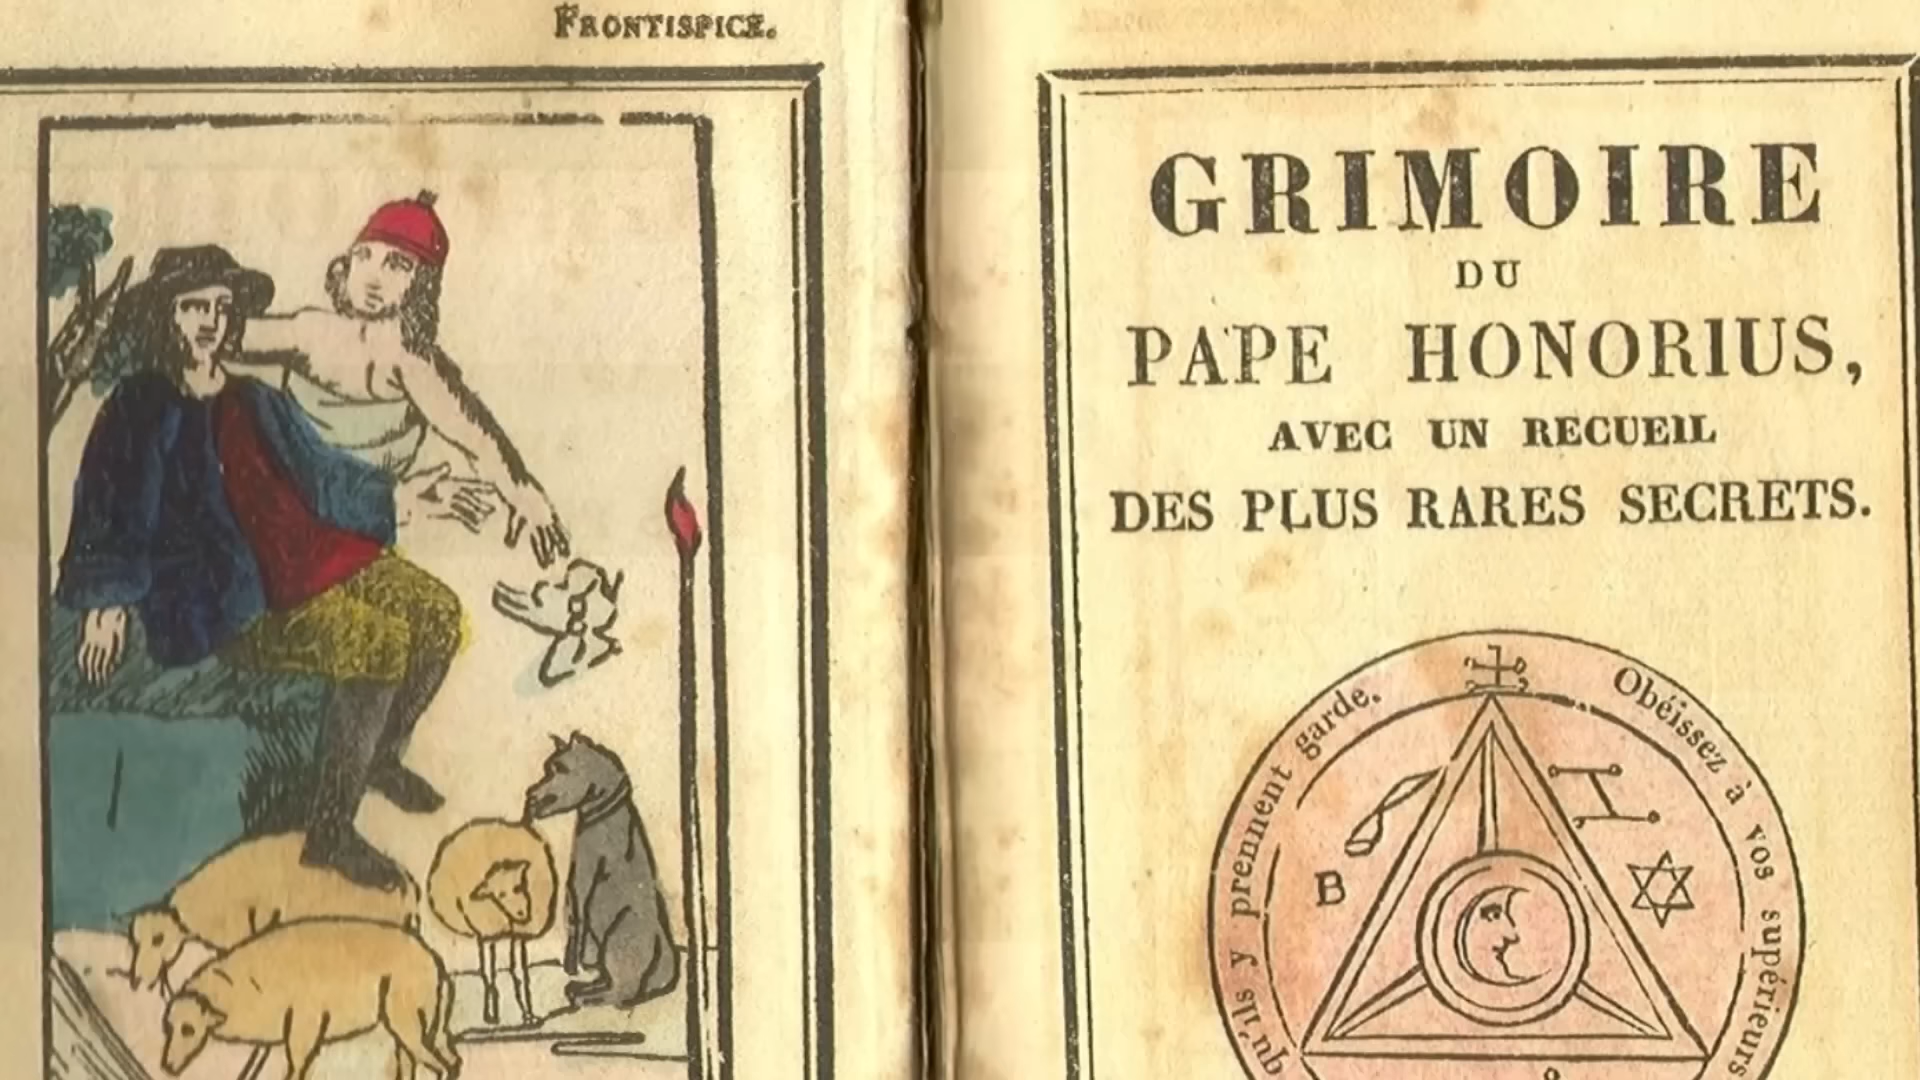 FRONTISPICE.
GRIMOIRE
DU
PAPE HONORIUS,
AVEC UN RECUEIL
DES PLUS RARES SECRETS.
Obéissez à vos supérieurs
qu'ils y prennent garde.
B